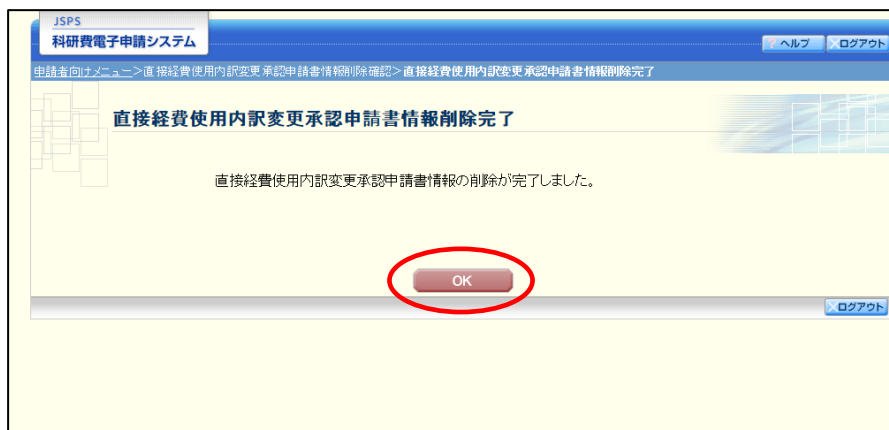 JSPS
科研費電子申請システム
? ヘルプ ログアウト
申請者向けメニュー>直接経費使用内訳変更承認申請書情報削除確認>直接経費使用内訳変更承認申請書情報削除完了
直接経費使用内訳変更承認申請書情報削除完了
直接経費使用内訳変更承認申請書情報の削除が完了しました。
OK
ログアウト